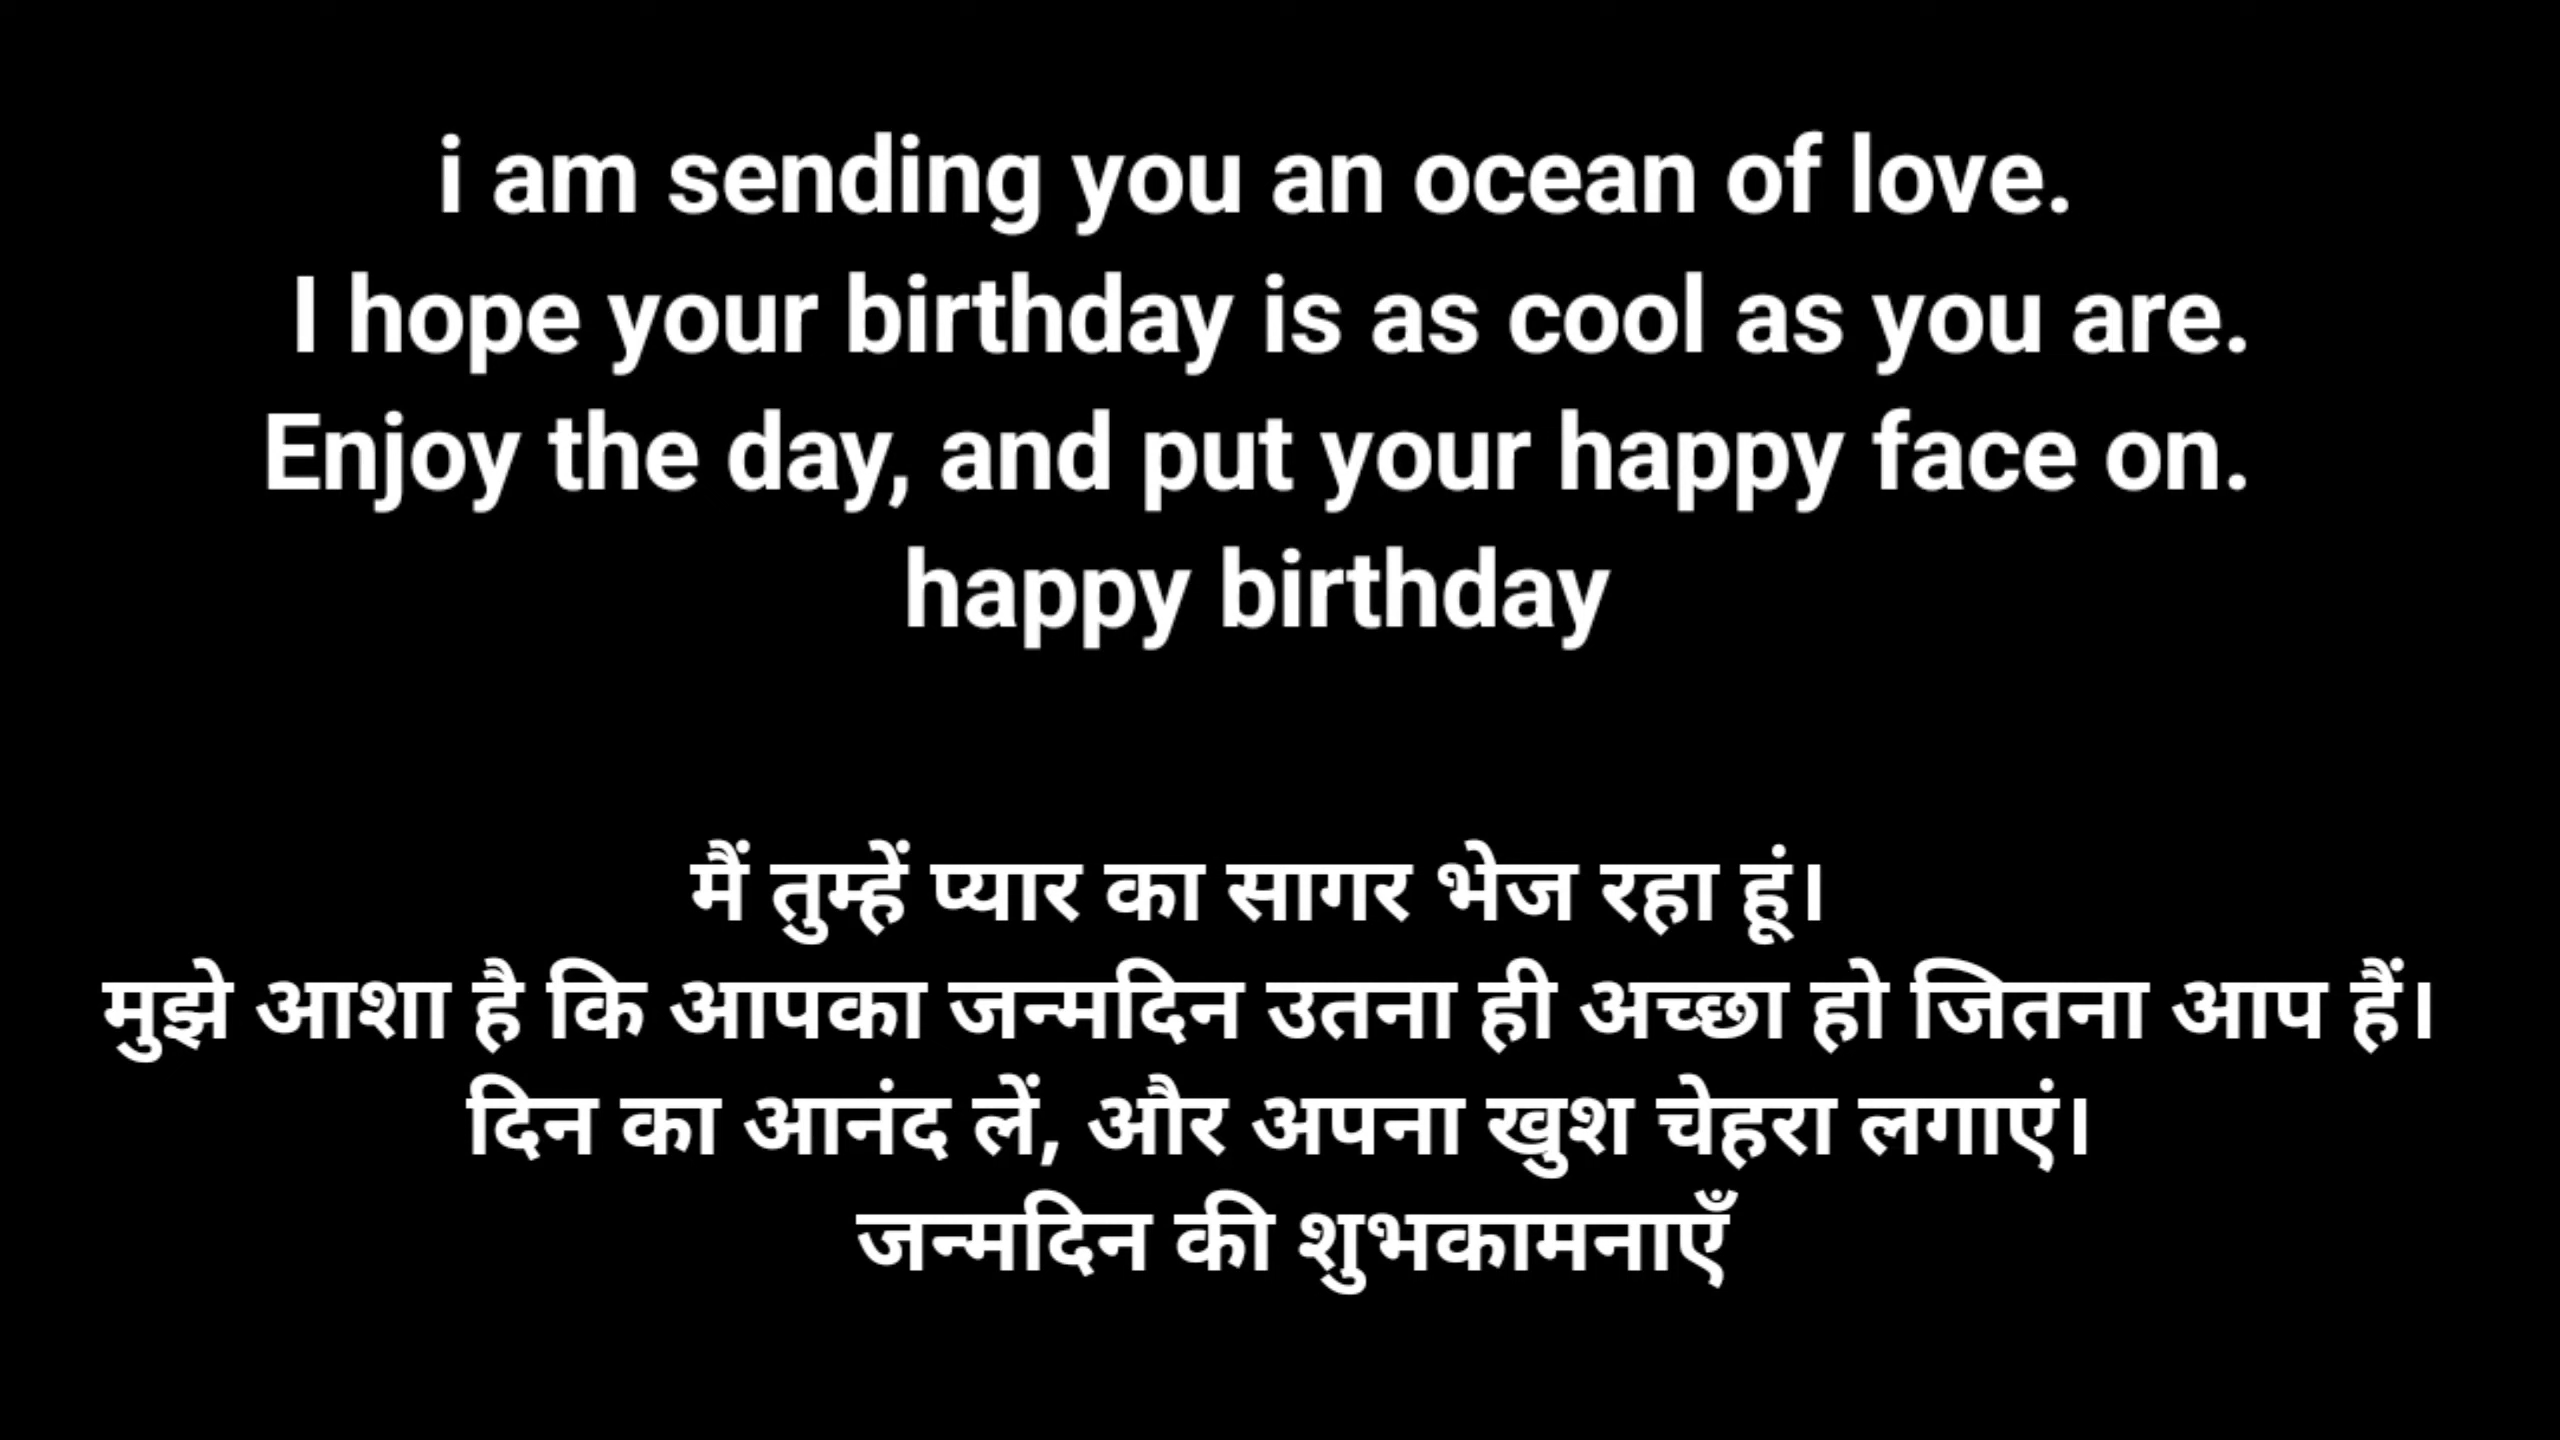 i am sending you an ocean of love.
I hope your birthday is as cool as you are.
Enjoy the day, and put your happy face on.
happy birthday
मैं तुम्हें प्यार का सागर भेज रहा हूं।
मुझे आशा है कि आपका जन्मदिन उतना ही अच्छा हो जितना आप हैं।
दिन का आनंद लें, और अपना खुश चेहरा लगाएं।
जन्मदिन की शुभकामनाएँ